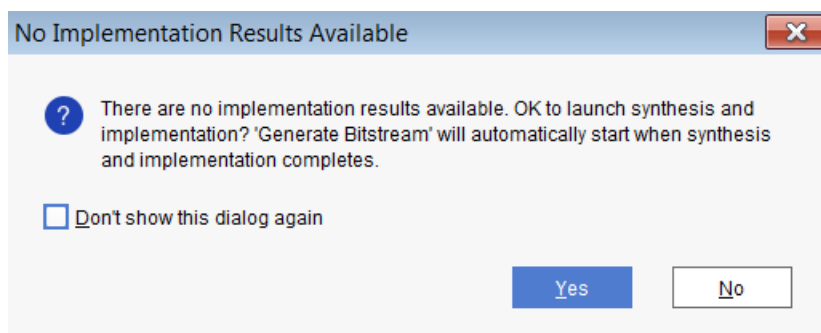 No Implementation Results Available
?
There are no implementation results available. OK to launch synthesis and
implementation? 'Generate Bitstream' will automatically start when synthesis
and implementation completes.
Don't show this dialog again
Yes No